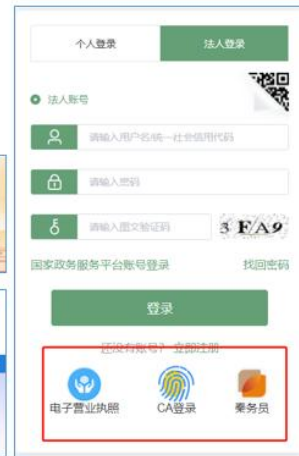 个人登录 法人登录
法人账号
请输入用户名/统一社会信用代码
请输入密码
请输入图文验证码 3 FA9
国家政务服务平台账号登录 找回密码
登录
还没有账号? 立即注册
电子营业执照 CA登录 秦务员